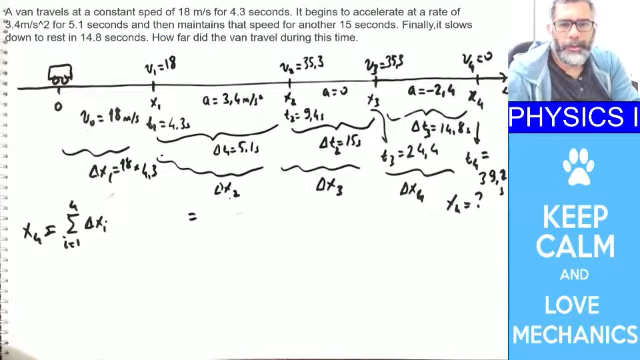 A van travels at a constant sped of 18 m/s for 4.3 seconds. It begins to accelerate at a rate of
3.4m/s^2 for 5.1 seconds and then maintains that speed for another 15 seconds. Finally,it slows
down to rest in 14.8 seconds. How far did the van travel during this time.
v₁=18 v₂=35,3 v₃=35,3 v₄=0
0 x₁ a=3,4m/s² x₂ a=0 x₃ a=-2,4 x₄
v₀=18m/s t₁=4.3s t₂=9,4s
Δt₁=5.1s Δt₂=15s Δt₃=14.8s
t₃=24,4 t₄=
39,2
s
Δx₁=18×4.3 Δx₂ Δx₃ Δx₄
x₄=?
x₄ = Σ Δxᵢ =
4
i=1
PHYSICS I
KEEP
CALM
AND
LOVE
MECHANICS